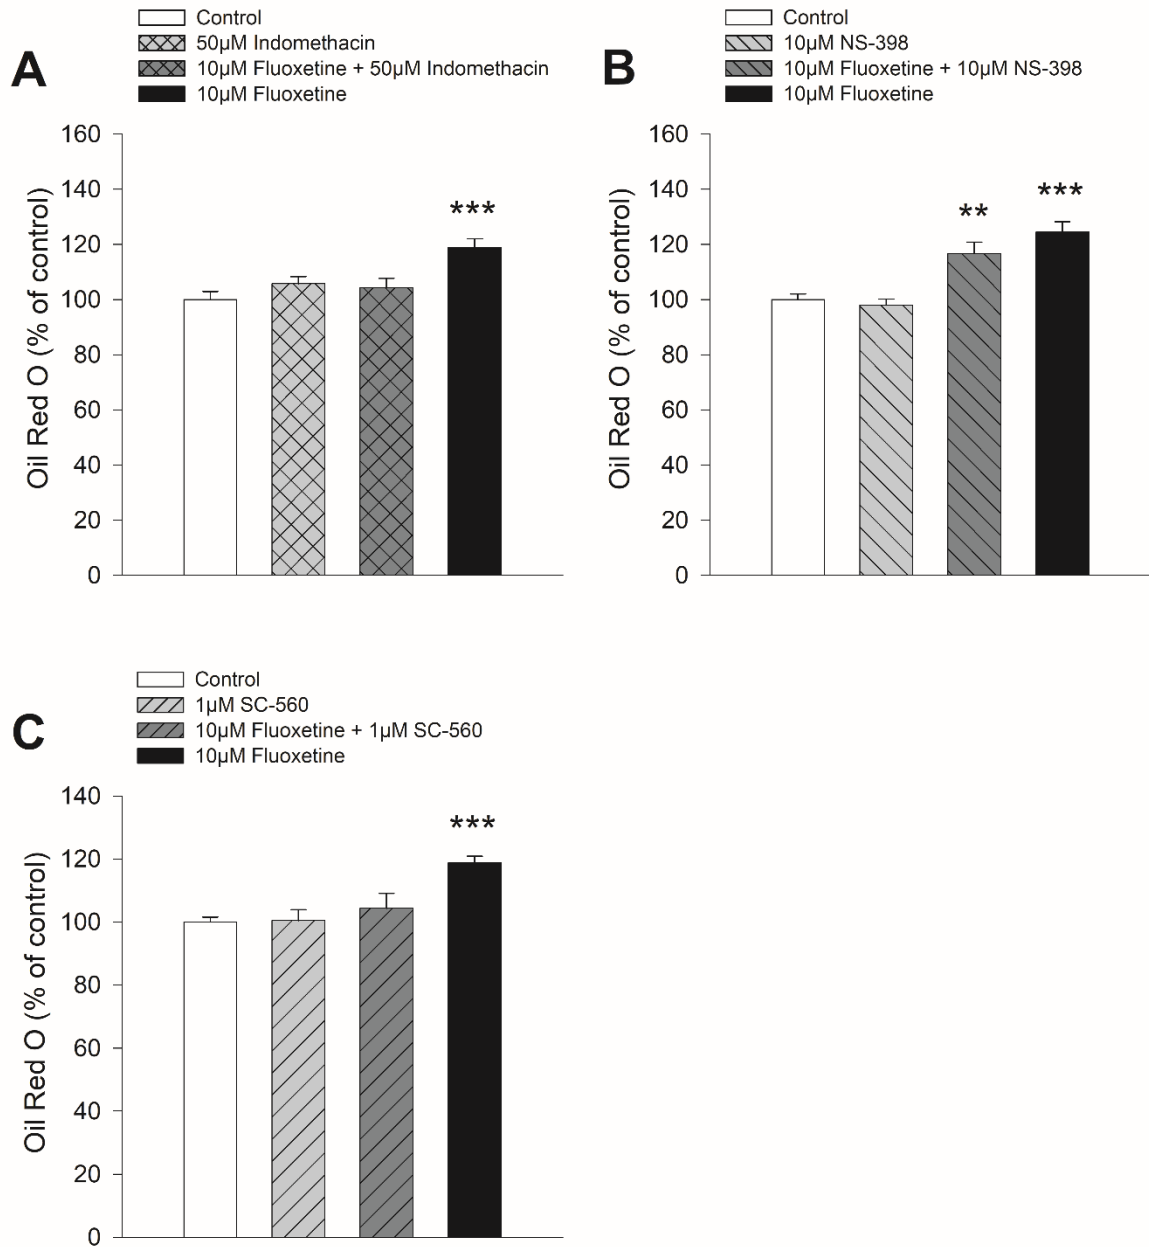 A
Control
50µM Indomethacin
10µM Fluoxetine + 50µM Indomethacin
10µM Fluoxetine
Oil Red O (% of control)
160
140
120
100
80
60
40
20
0
***
B
Control
10µM NS-398
10µM Fluoxetine + 10µM NS-398
10µM Fluoxetine
Oil Red O (% of control)
160
140
120
100
80
60
40
20
0
**
***
C
Control
1µM SC-560
10µM Fluoxetine + 1µM SC-560
10µM Fluoxetine
Oil Red O (% of control)
140
120
100
80
60
40
20
0
***